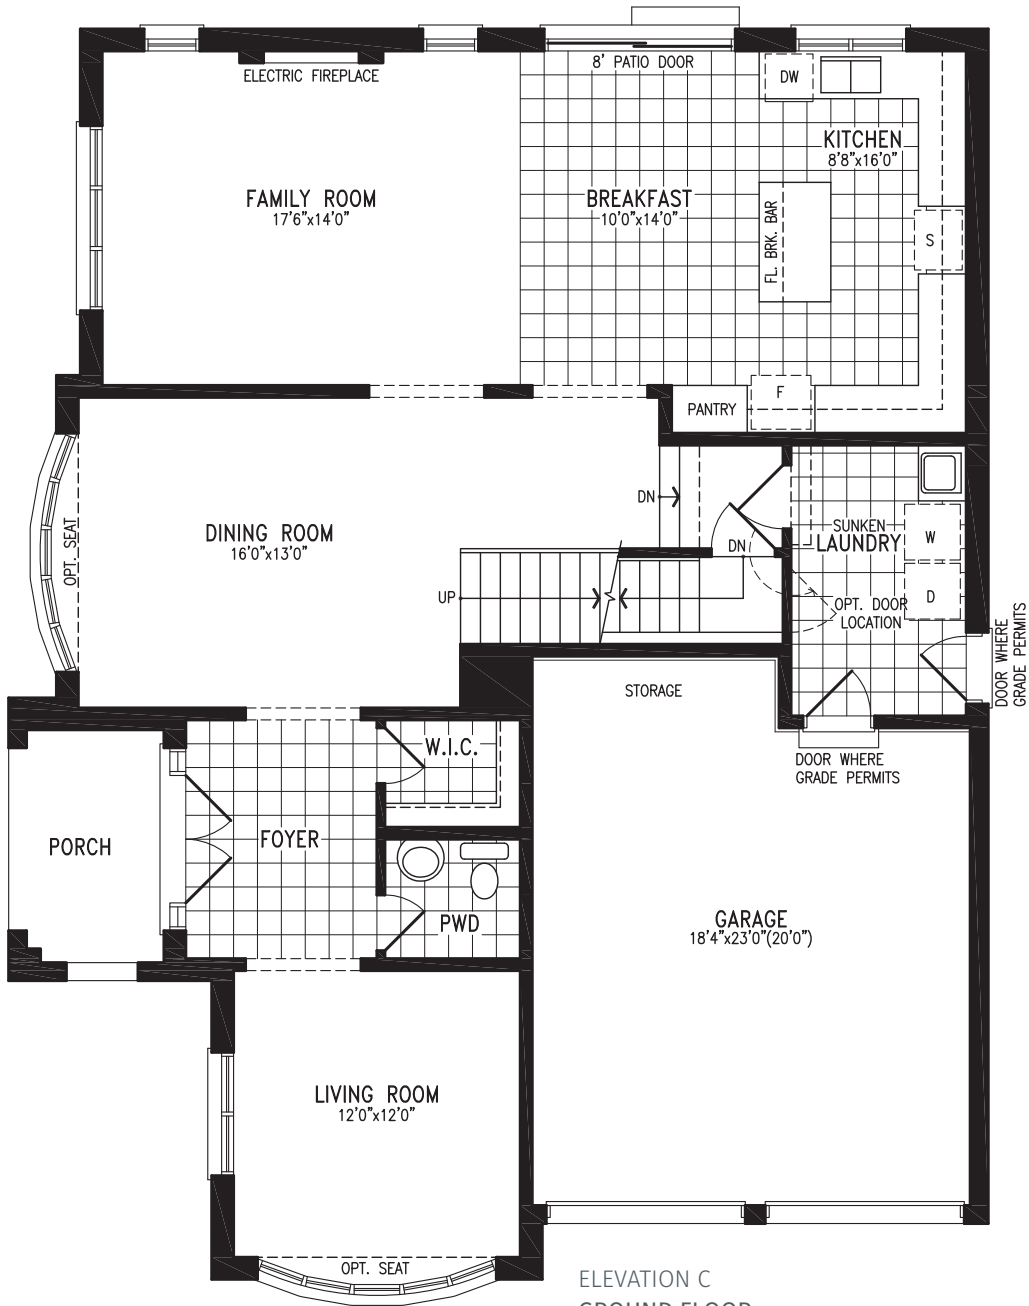 ELECTRIC FIREPLACE
8' PATIO DOOR
DW
KITCHEN
8'8"x16'0"
FAMILY ROOM
17'6"x14'0"
BREAKFAST
10'0"x14'0"
FL. BRK. BAR
S
F
PANTRY
DN
DINING ROOM
16'0"x13'0"
OPT. SEAT
SUNKEN
LAUNDRY
W
DN
UP
D
OPT. DOOR
LOCATION
DOOR WHERE
GRADE PERMITS
STORAGE
W.I.C.
DOOR WHERE
GRADE PERMITS
PORCH
FOYER
PWD
GARAGE
18'4"x23'0"(20'0")
LIVING ROOM
12'0"x12'0"
OPT. SEAT
ELEVATION C
GROUND FLOOR